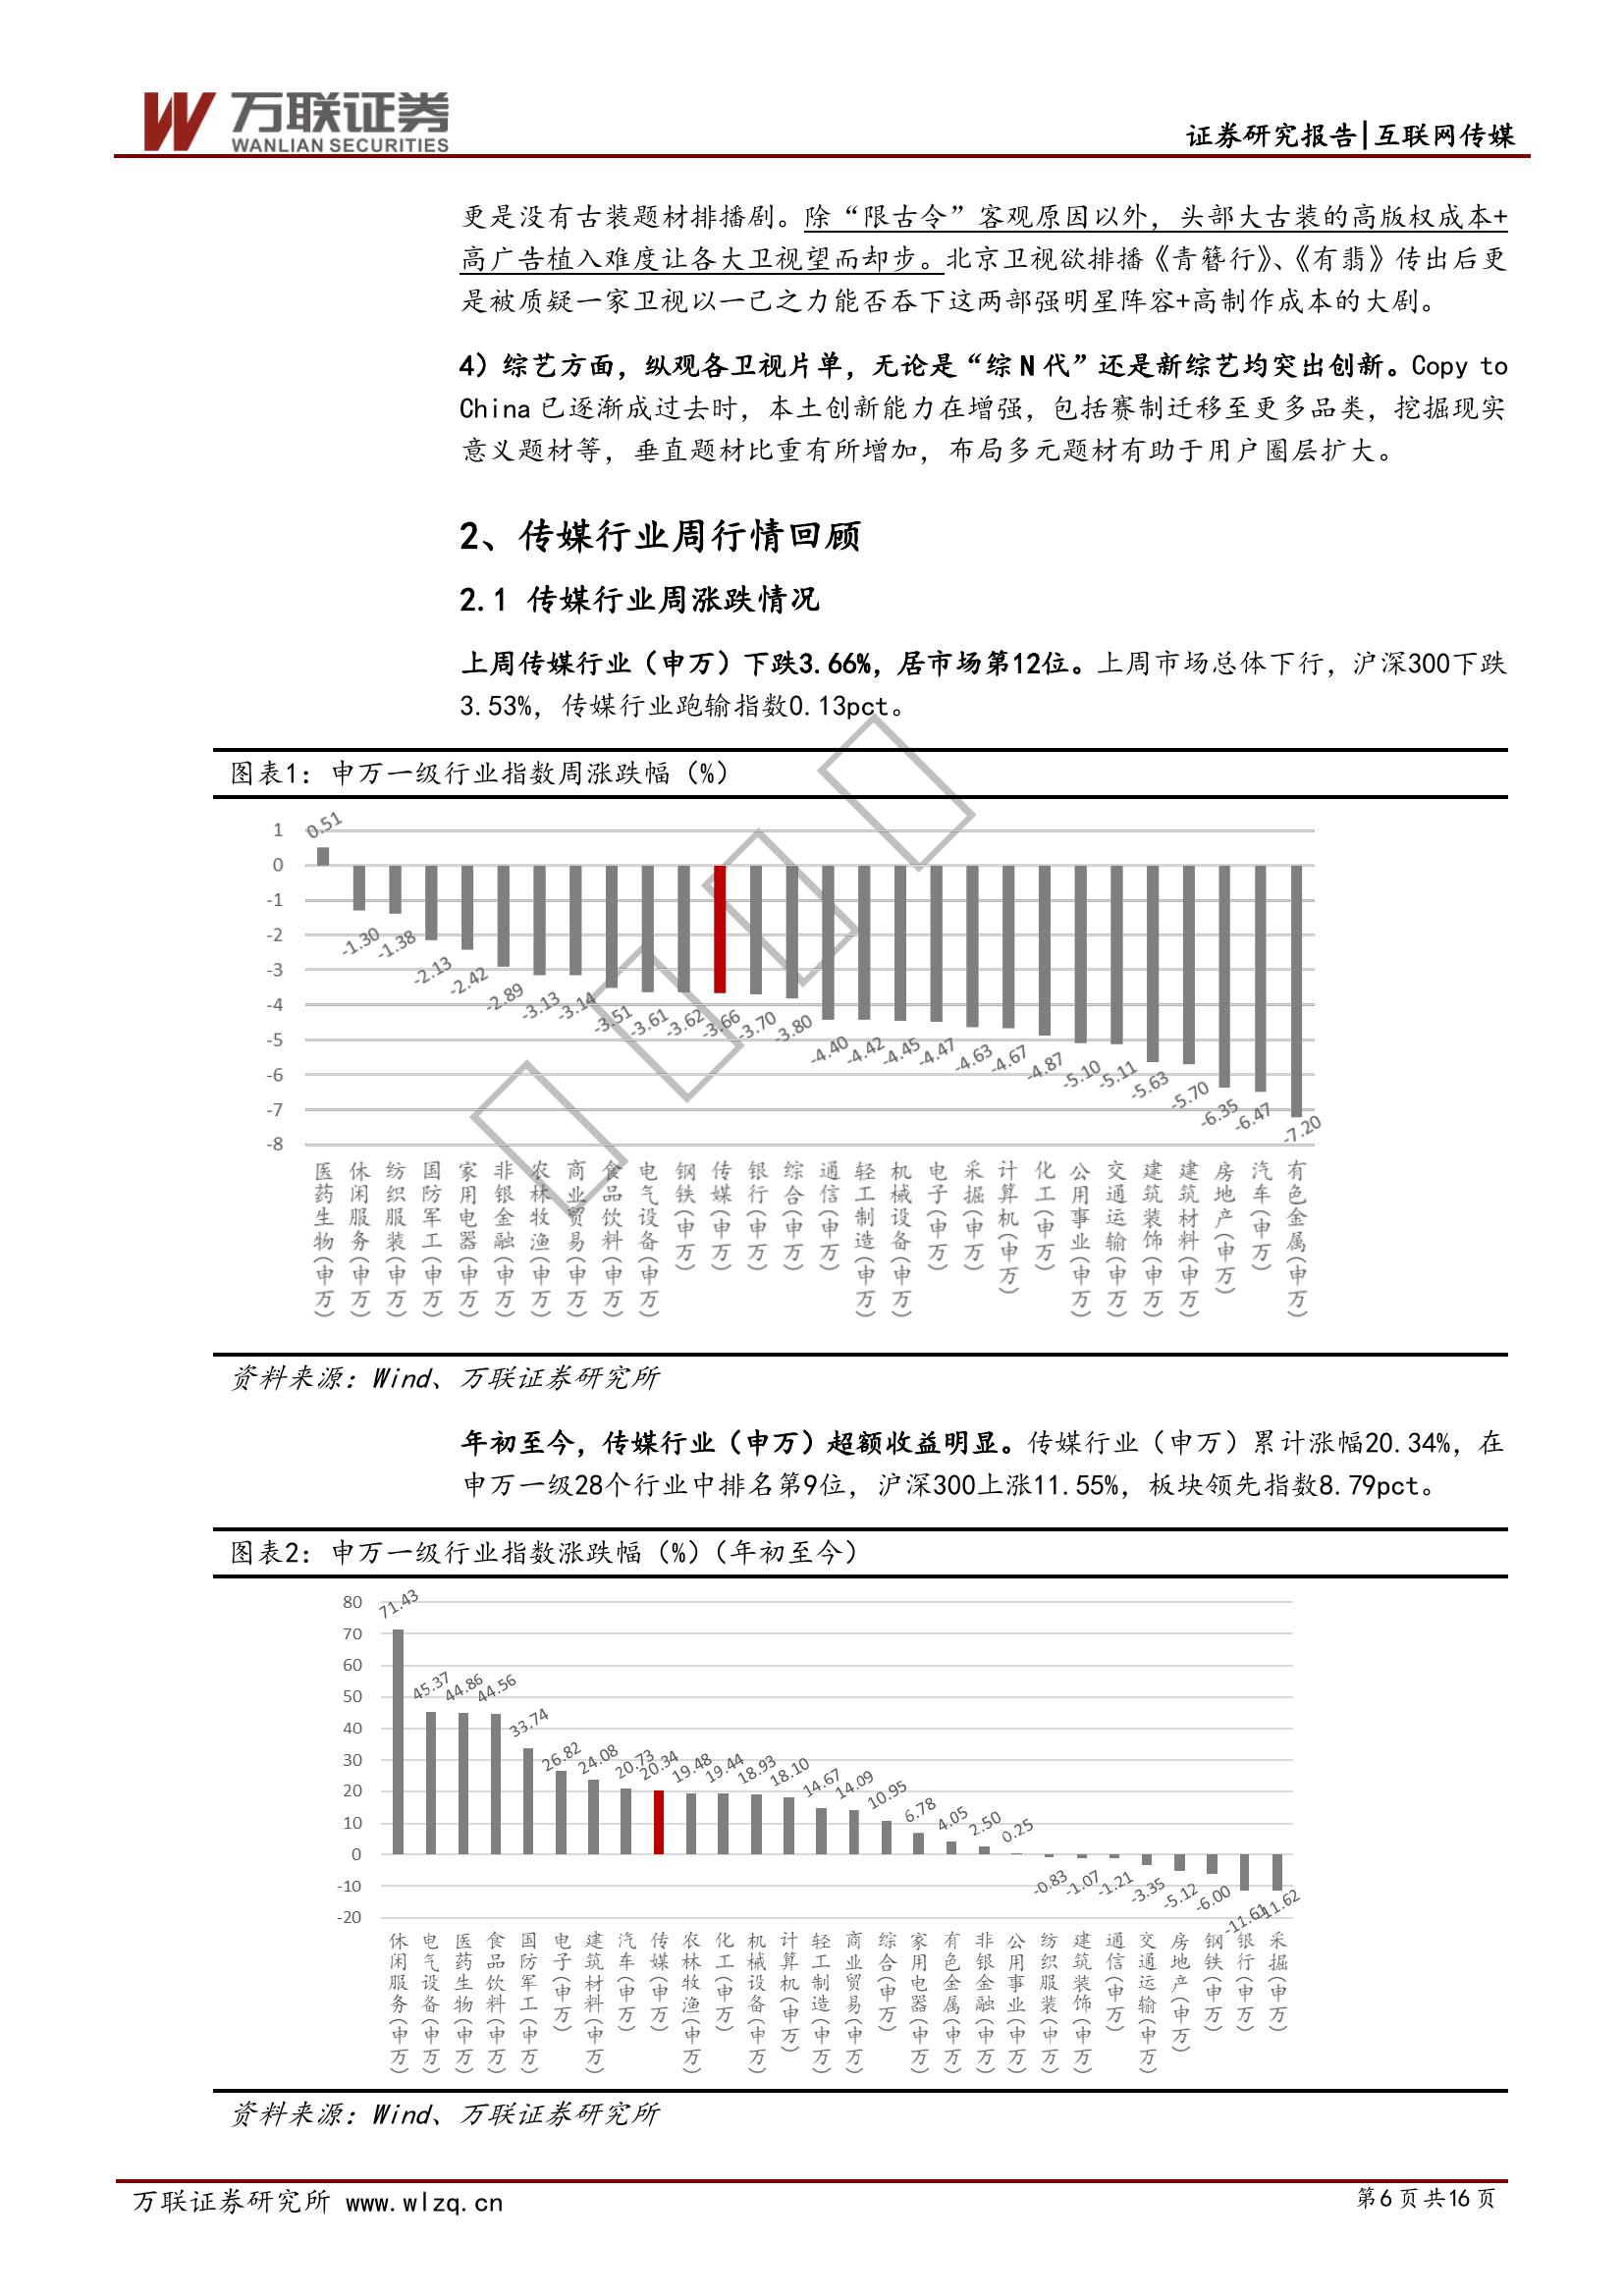 万联证券
WANLIAN SECURITIES
证券研究报告|互联网传媒
更是没有古装题材排播剧。除“限古令”客观原因以外，头部大古装的高版权成本+
高广告植入难度让各大卫视望而却步。北京卫视欲排播《青簪行》、《有翡》传出后更
是被质疑一家卫视以一己之力能否吞下这两部强明星阵容+高制作成本的大剧。
4）综艺方面，纵观各卫视片单，无论是“综N代”还是新综艺均突出创新。Copy to
China已逐渐成过去时，本土创新能力在增强，包括赛制迁移至更多品类，挖掘现实
意义题材等，垂直题材比重有所增加，布局多元题材有助于用户圈层扩大。
2、传媒行业周行情回顾
2.1 传媒行业周涨跌情况
上周传媒行业（申万）下跌3.66%，居市场第12位。上周市场总体下行，沪深300下跌
3.53%，传媒行业跑输指数0.13pct。
图表1：申万一级行业指数周涨跌幅（%）
1
0
-1
-2
-3
-4
-5
-6
-7
-8
0.51
-1.30
-1.38
-2.13
-2.42
-2.89
-3.13
-3.14
-3.51
-3.61
-3.62
-3.66
-3.70
-3.80
-4.40
-4.42
-4.45
-4.47
-4.63
-4.67
-4.87
-5.10
-5.11
-5.63
-5.70
-6.35
-6.47
-7.20
医药生物(申万)
休闲服务(申万)
纺织服装(申万)
国防军工(申万)
家用电器(申万)
非银金融(申万)
农林牧渔(申万)
商业贸易(申万)
食品饮料(申万)
电气设备(申万)
钢铁(申万)
传媒(申万)
银行(申万)
综合(申万)
通信(申万)
轻工制造(申万)
机械设备(申万)
电子(申万)
采掘(申万)
计算机(申万)
化工(申万)
公用事业(申万)
交通运输(申万)
建筑装饰(申万)
建筑材料(申万)
房地产(申万)
汽车(申万)
有色金属(申万)
资料来源：Wind、万联证券研究所
年初至今，传媒行业（申万）超额收益明显。传媒行业（申万）累计涨幅20.34%，在
申万一级28个行业中排名第9位，沪深300上涨11.55%，板块领先指数8.79pct。
图表2：申万一级行业指数涨跌幅（%）（年初至今）
80
70
60
50
40
30
20
10
0
-10
-20
71.43
45.37
44.86
44.56
33.74
26.82
24.08
20.73
20.34
19.48
19.44
18.93
18.10
14.67
14.09
10.95
6.78
4.05
2.50
0.25
-0.83
-1.07
-1.21
-3.35
-5.12
-6.00
-11.61
-11.62
休闲服务(申万)
电气设备(申万)
医药生物(申万)
食品饮料(申万)
国防军工(申万)
电子(申万)
建筑材料(申万)
汽车(申万)
传媒(申万)
农林牧渔(申万)
化工(申万)
机械设备(申万)
计算机(申万)
轻工制造(申万)
商业贸易(申万)
综合(申万)
家用电器(申万)
有色金属(申万)
非银金融(申万)
公用事业(申万)
纺织服装(申万)
建筑装饰(申万)
通信(申万)
交通运输(申万)
房地产(申万)
钢铁(申万)
银行(申万)
采掘(申万)
资料来源：Wind、万联证券研究所
万联证券研究所 www.wlzq.cn
第6页共16页